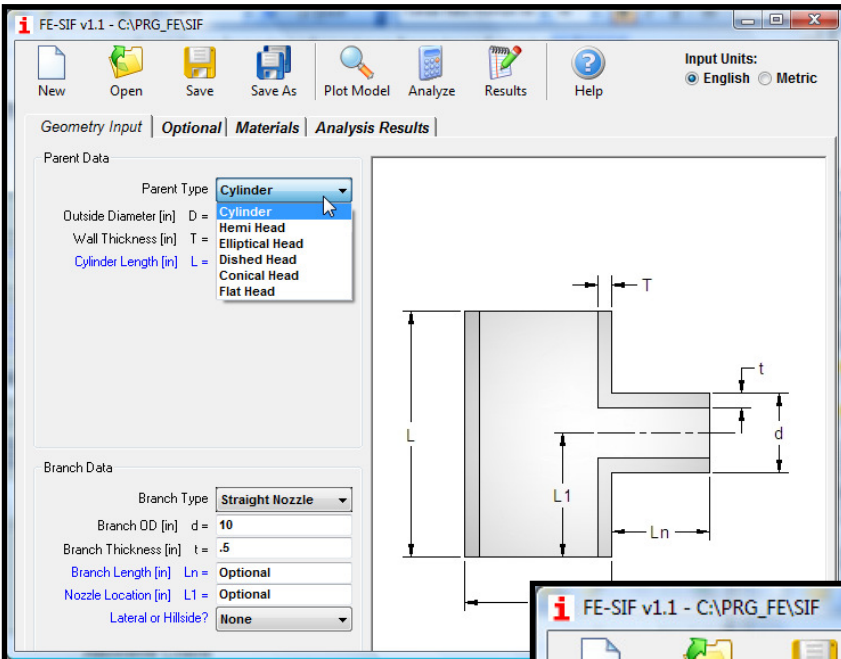 FE-SIF v1.1 - C:\PRG_FE\SIF
New Open Save Save As Plot Model Analyze Results Help
Input Units:
English Metric
Geometry Input Optional Materials Analysis Results
Parent Data
Parent Type Cylinder
Outside Diameter [in] D =
Wall Thickness [in] T =
Cylinder Length [in] L =
Cylinder
Hemi Head
Elliptical Head
Dished Head
Conical Head
Flat Head
T
t
L
d
L1
Ln
Branch Data
Branch Type Straight Nozzle
Branch OD [in] d = 10
Branch Thickness [in] t = .5
Branch Length [in] Ln = Optional
Nozzle Location [in] L1 = Optional
Lateral or Hillside? None
FE-SIF v1.1 - C:\PRG_FE\SIF